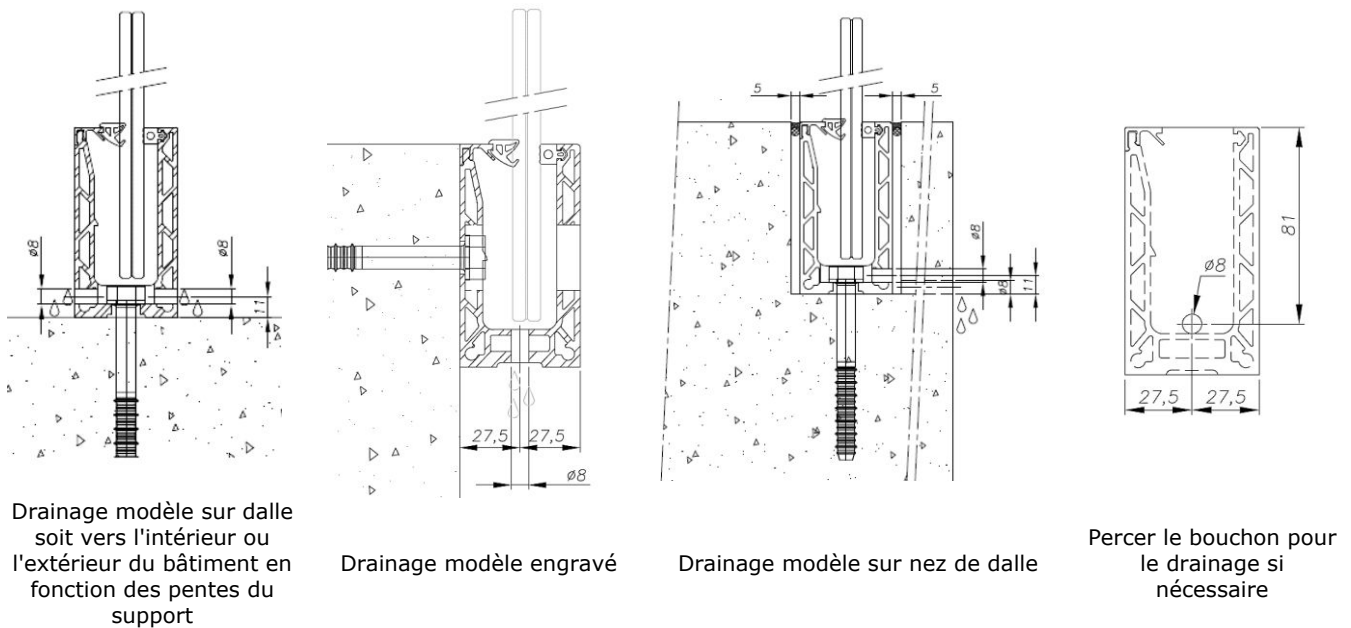 ø8
ø8
11
27,5
27,5
ø8
5
5
ø8
ø8
11
81
ø8
27,5
27,5
Drainage modèle sur dalle
soit vers l'intérieur ou
l'extérieur du bâtiment en
fonction des pentes du
support
Drainage modèle engravé
Drainage modèle sur nez de dalle
Percer le bouchon pour
le drainage si
nécessaire